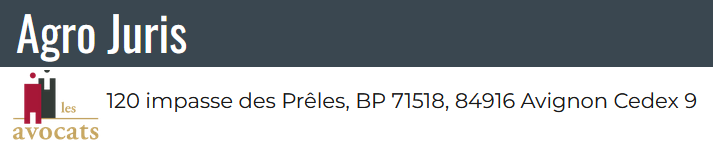 Agro Juris
les
avocats
120 impasse des Prêles, BP 71518, 84916 Avignon Cedex 9